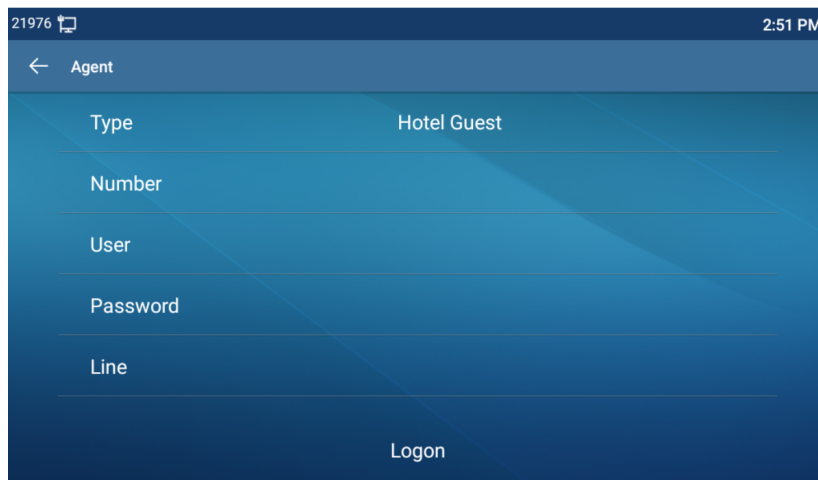 21976 2:51 PM
Agent
Type Hotel Guest
Number
User
Password
Line
Logon